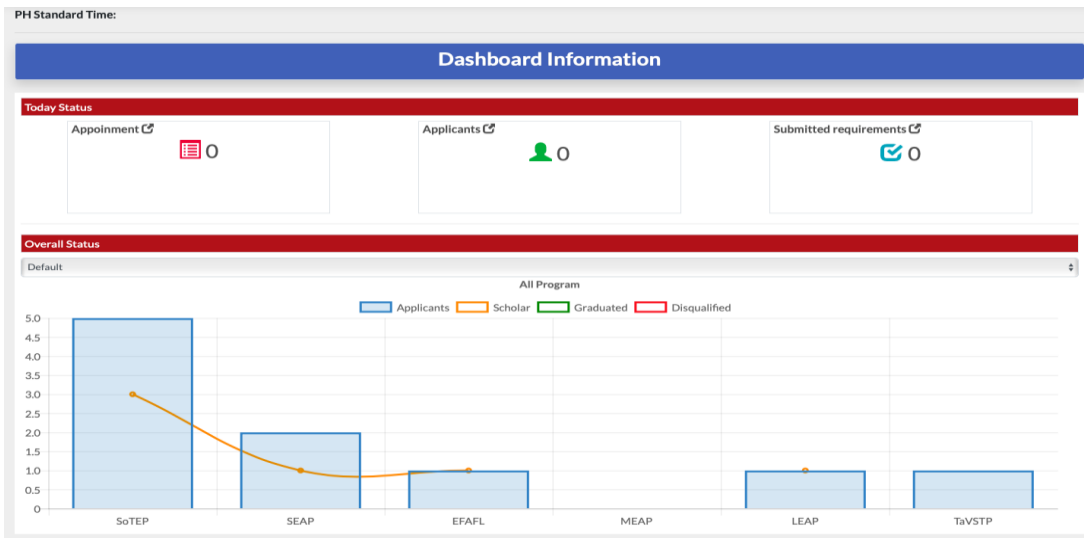 PH Standard Time:
Dashboard Information
Today Status
Appoinment
0
Applicants
0
Submitted requirements
0
Overall Status
Default
All Program
Applicants Scholar Graduated Disqualified
5.0
4.5
4.0
3.5
3.0
2.5
2.0
1.5
1.0
0.5
0
SoTEP SEAP EFAFL MEAP LEAP TaVSTP